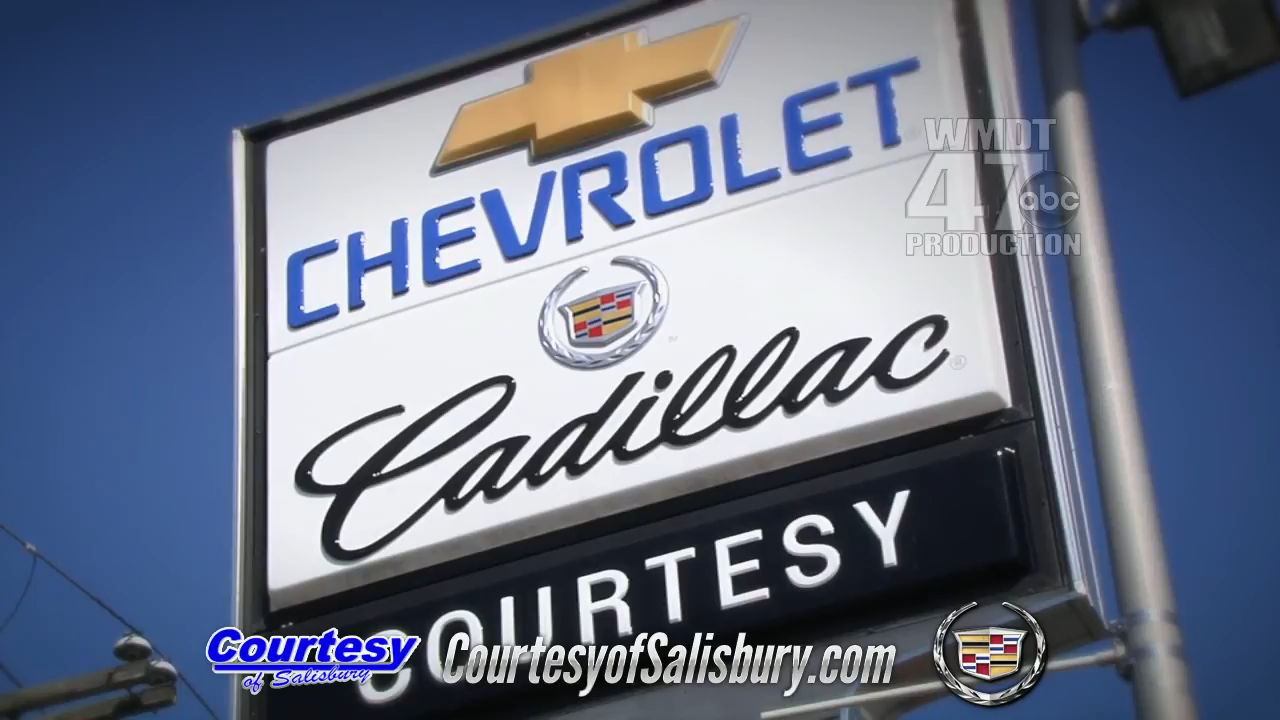 CHEVROLET
Cadillac®
COURTESY
WMDT
47 abc
PRODUCTION
Courtesy
of Salisbury
CourtesyofSalisbury.com